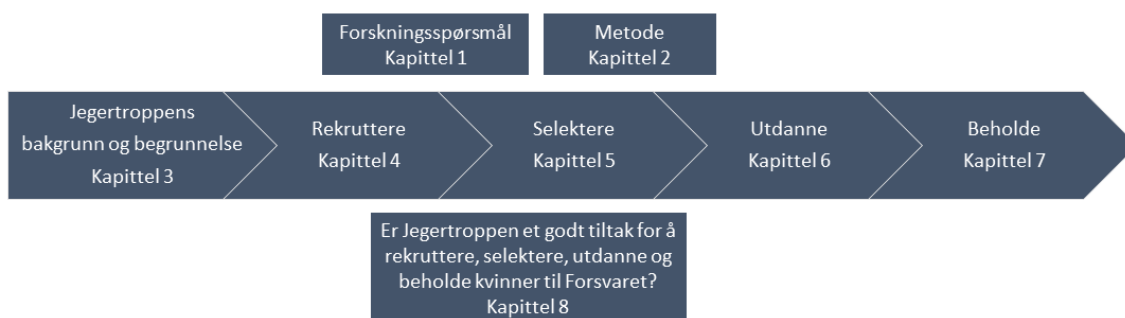 Forskningsspørsmål
Kapittel 1
Metode
Kapittel 2
Jegertroppens
bakgrunn og begrunnelse
Kapittel 3
Rekruttere
Kapittel 4
Selektere
Kapittel 5
Utdanne
Kapittel 6
Beholde
Kapittel 7
Er Jegertroppen et godt tiltak for å
rekruttere, selektere, utdanne og
beholde kvinner til Forsvaret?
Kapittel 8